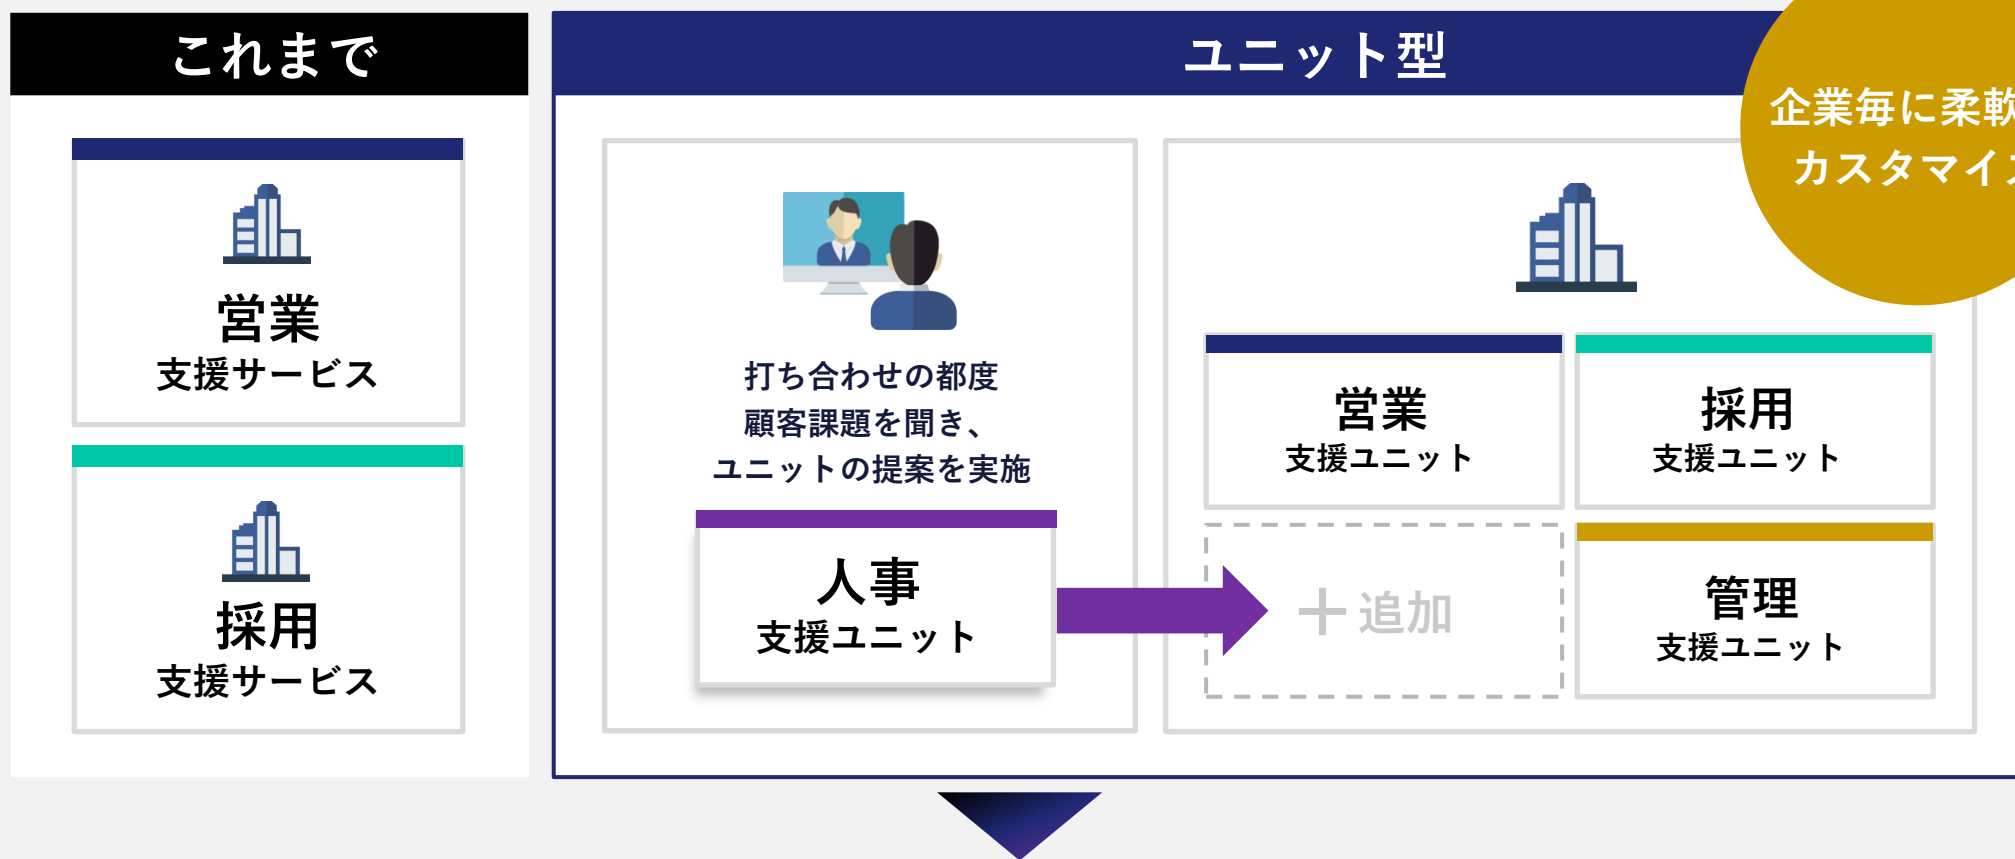 これまで
営業
支援サービス
採用
支援サービス
ユニット型
企業毎に柔軟
カスタマイ
打ち合わせの都度
顧客課題を聞き、
ユニットの提案を実施
人事
支援ユニット
営業
支援ユニット
採用
支援ユニット
＋追加
管理
支援ユニット